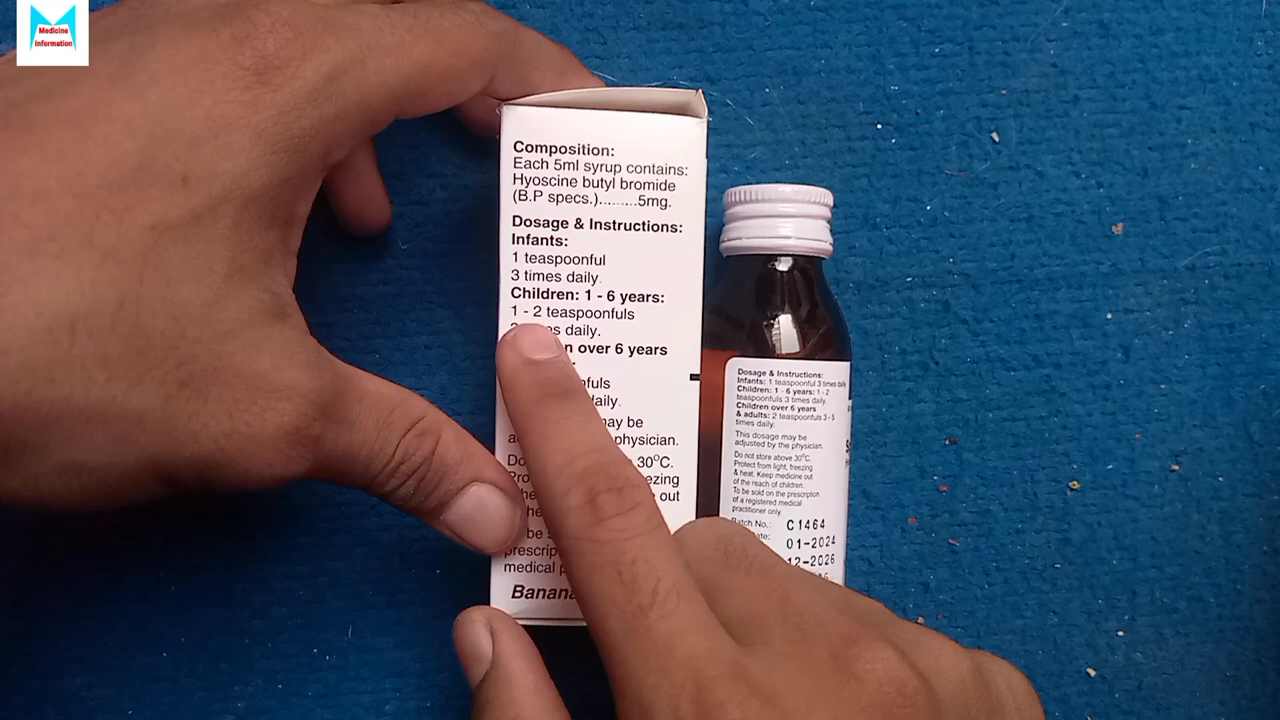 Medicine
Information
Composition:
Each 5ml syrup contains:
Hyoscine butyl bromide
(B.P specs.).........5mg.
Dosage & Instructions:
Infants:
1 teaspoonful
3 times daily.
Children: 1 - 6 years:
1 - 2 teaspoonfuls
daily.
over 6 years
may be
physician.
30°C.
out
be
medical
Banana
Dosage & Instructions:
Infants: 1 teaspoonful 3 times daily
Children: 1 - 6 years: 1 - 2
teaspoonfuls 3 times daily.
Children over 6 years
& adults: 2 teaspoonfuls 3 - 5
times daily.
This dosage may be
adjusted by the physician.
Do not store above 30°C.
Protect from light, freezing
& heat. Keep medicine out
of the reach of children.
To be sold on the prescription
of a registered medical
practitioner only.
Batch No.: C1464
01-2024
12-2026